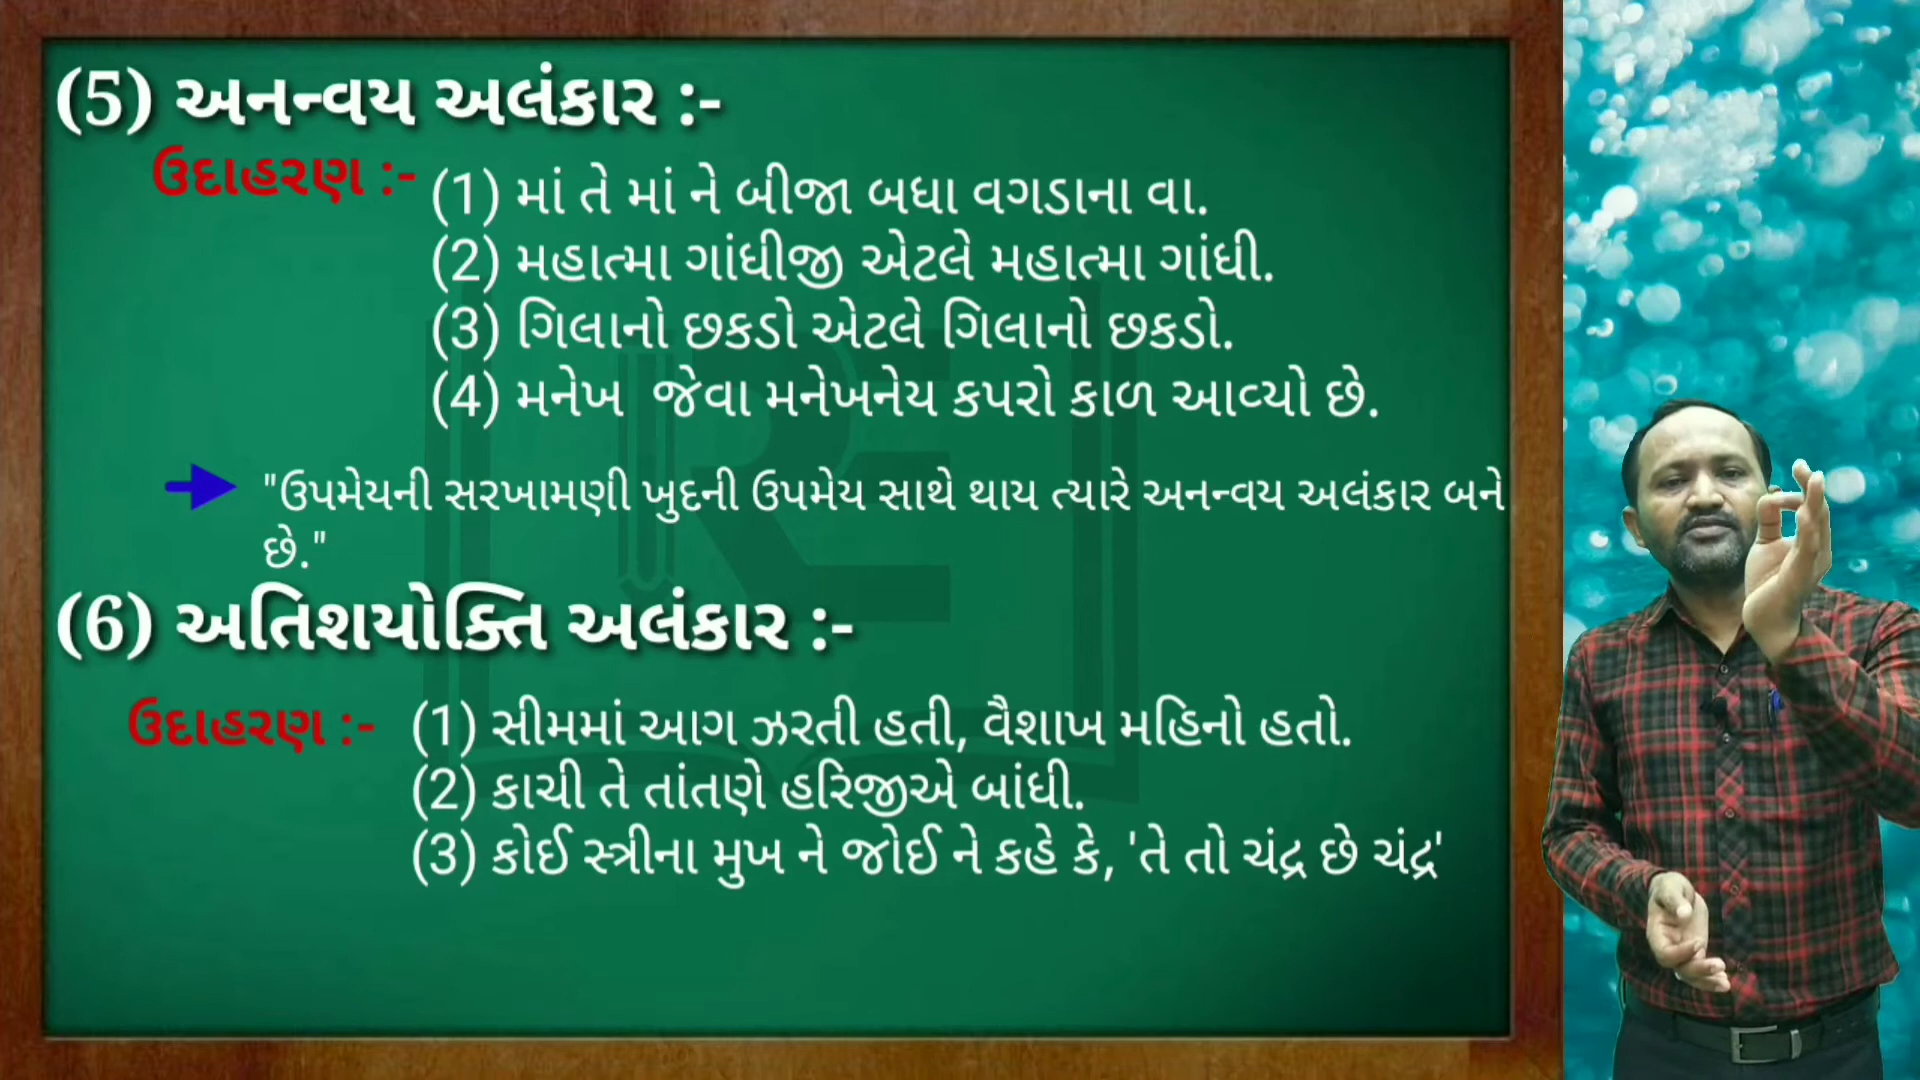 (5) અનન્વય અલંકાર :-
ઉદાહરણ :- (1) માં તે માં ને બીજા બધા વગડાના વા.
(2) મહાત્મા ગાંધીજી એટલે મહાત્મા ગાંધી.
(3) ગિલાનો છકડો એટલે ગિલાનો છકડો.
(4) મનેખ જેવા મનેખનેય કપરો કાળ આવ્યો છે.
"ઉપમેયની સરખામણી ખુદની ઉપમેય સાથે થાય ત્યારે અનન્વય અલંકાર બને
છે."
(6) અતિશયોક્તિ અલંકાર :-
ઉદાહરણ :- (1) સીમમાં આગ ઝરતી હતી, વૈશાખ મહિનો હતો.
(2) કાચી તે તાંતણે હરિજીએ બાંધી.
(3) કોઈ સ્ત્રીના મુખ ને જોઈ ને કહે કે, 'તે તો ચંદ્ર છે ચંદ્ર'